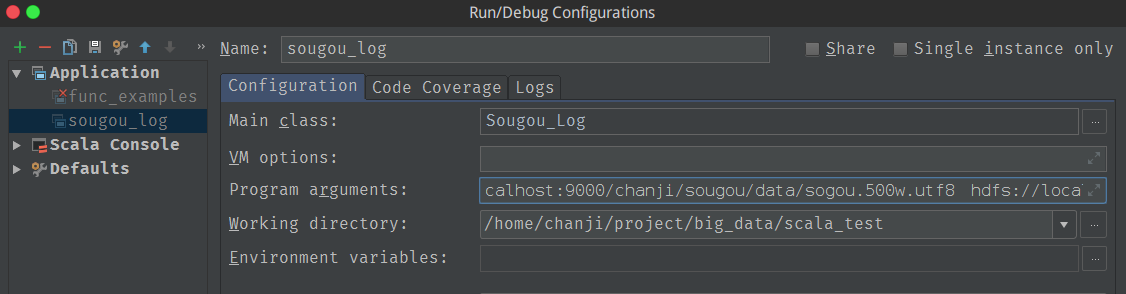 Run/Debug Configurations
Name: sougou_log Share Single instance only
Application
func_examples
sougou_log
Scala Console
Defaults
Configuration Code Coverage Logs
Main class: Sougou_Log ...
VM options:
Program arguments: calhost:9000/chanji/sougou/data/sogou.500w.utf8 hdfs://loca
Working directory: /home/chanji/project/big_data/scala_test ...
Environment variables: ...